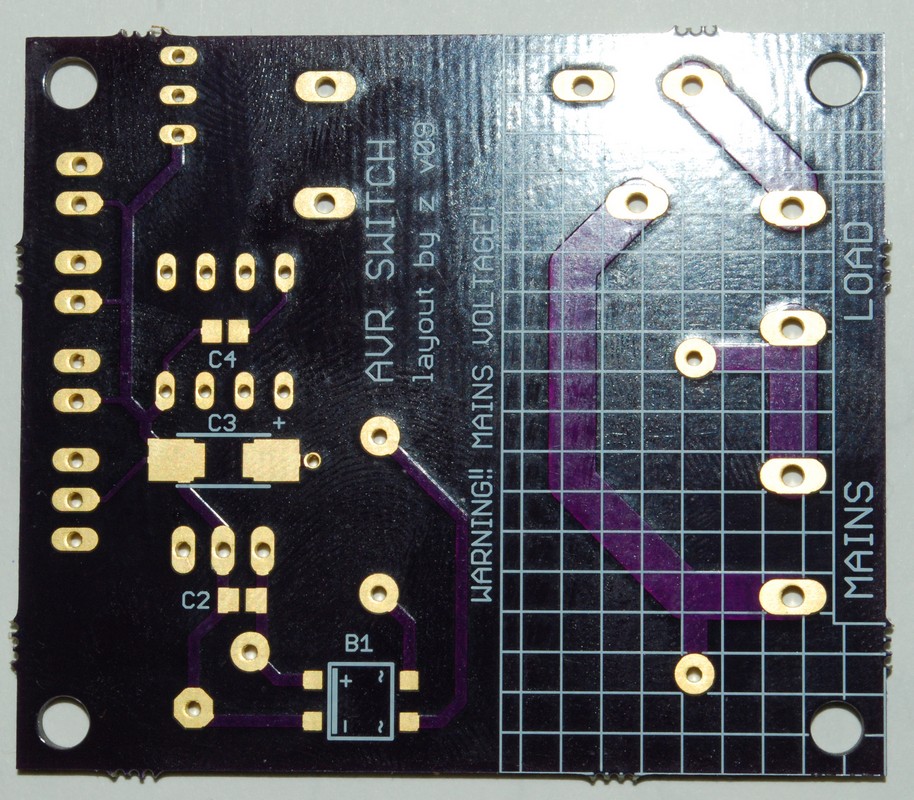 AVR SWITCH
layout by z v09
WARNING!! MAINS VOLTAGE!!
LOAD
MAINS
C4
C3 +
C2
B1
+ ~
- ~